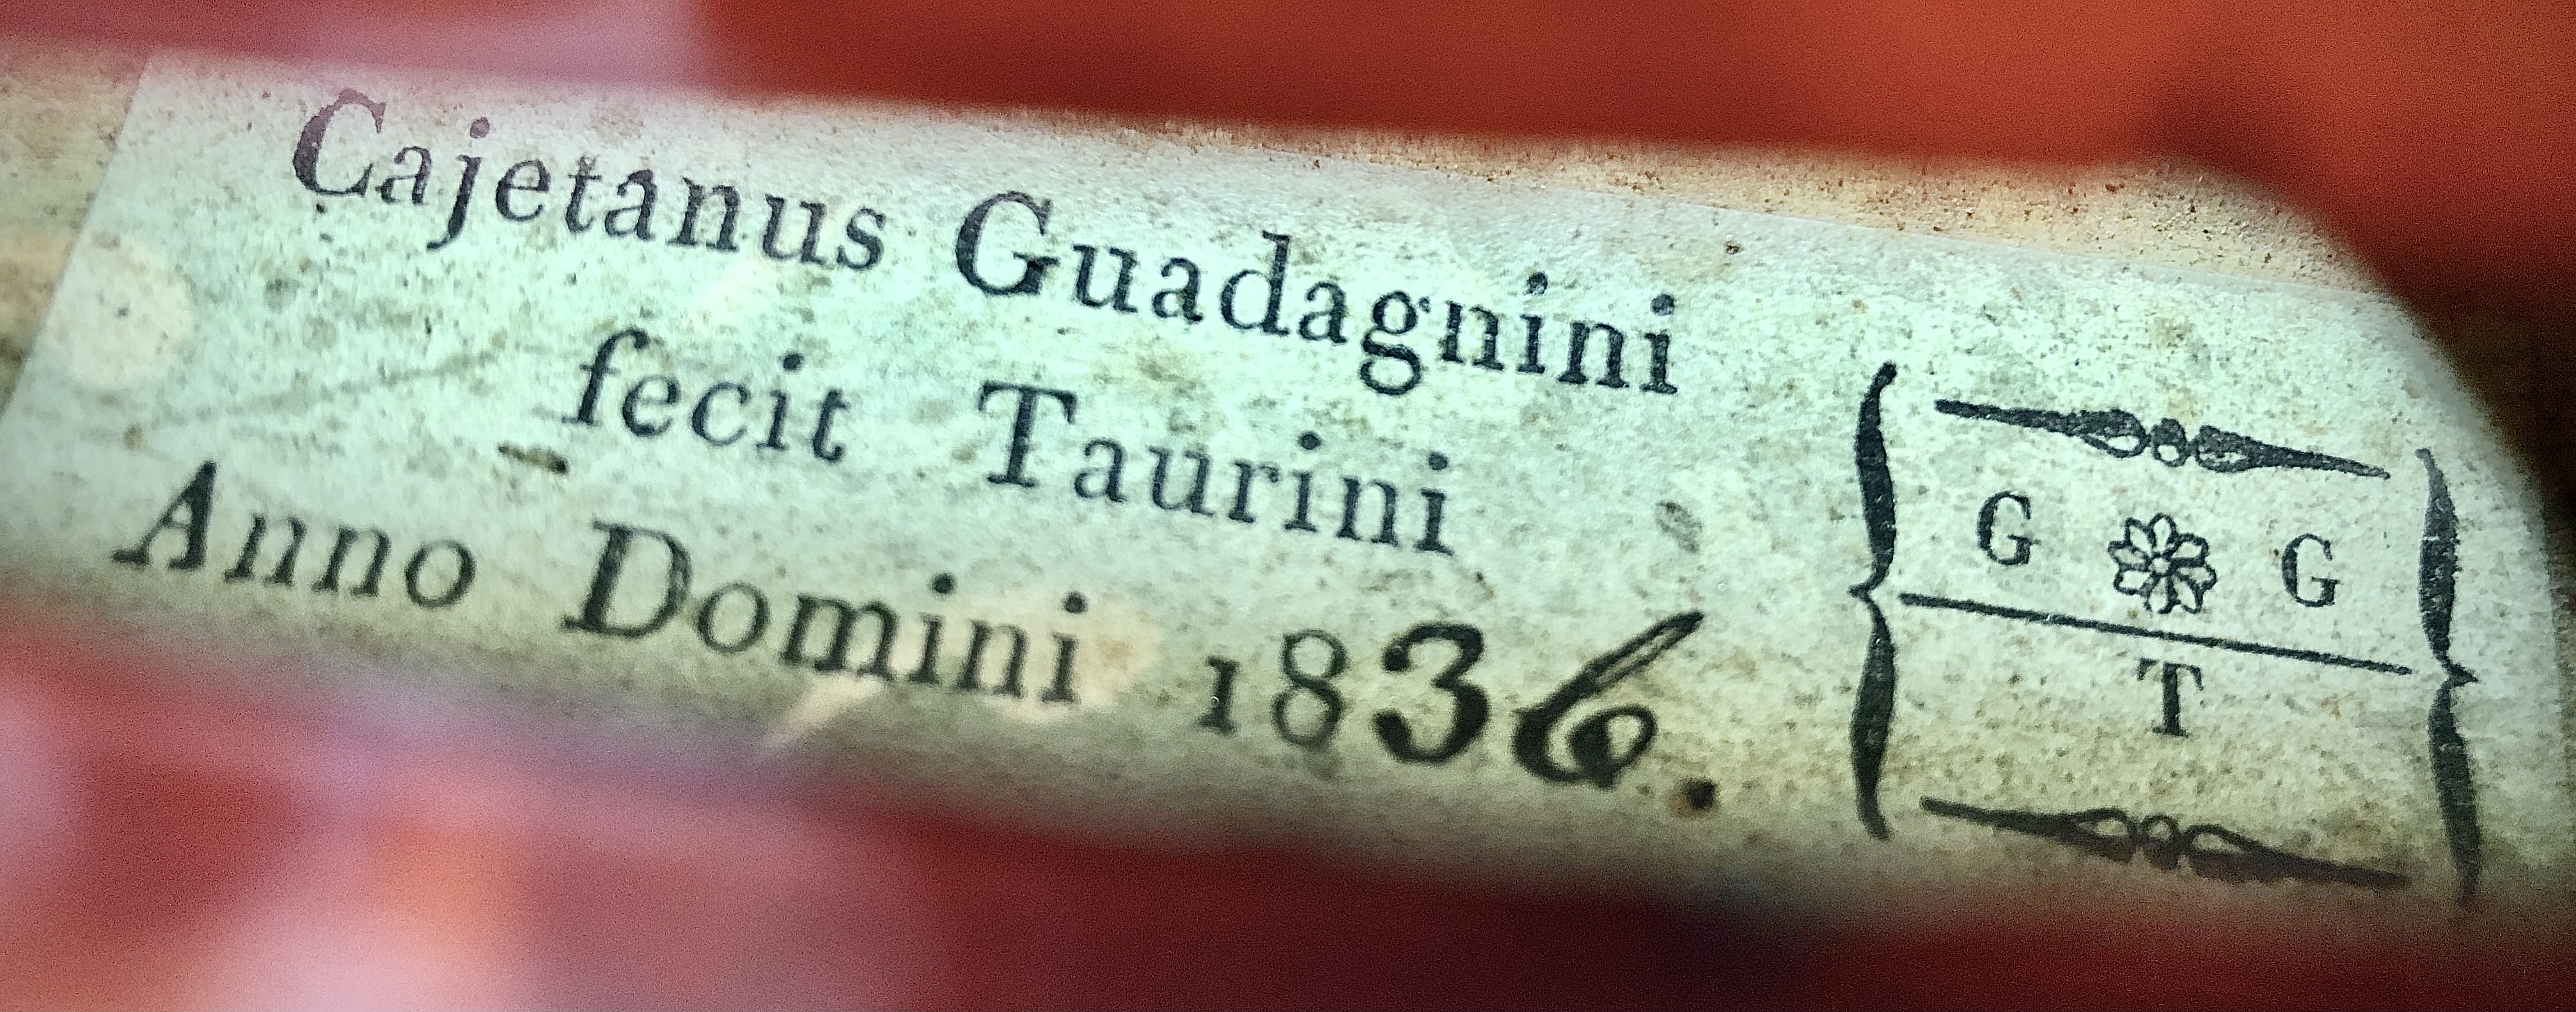 Cajetanus Guadagnini
fecit Taurini
Anno Domini 1836.
G G
T